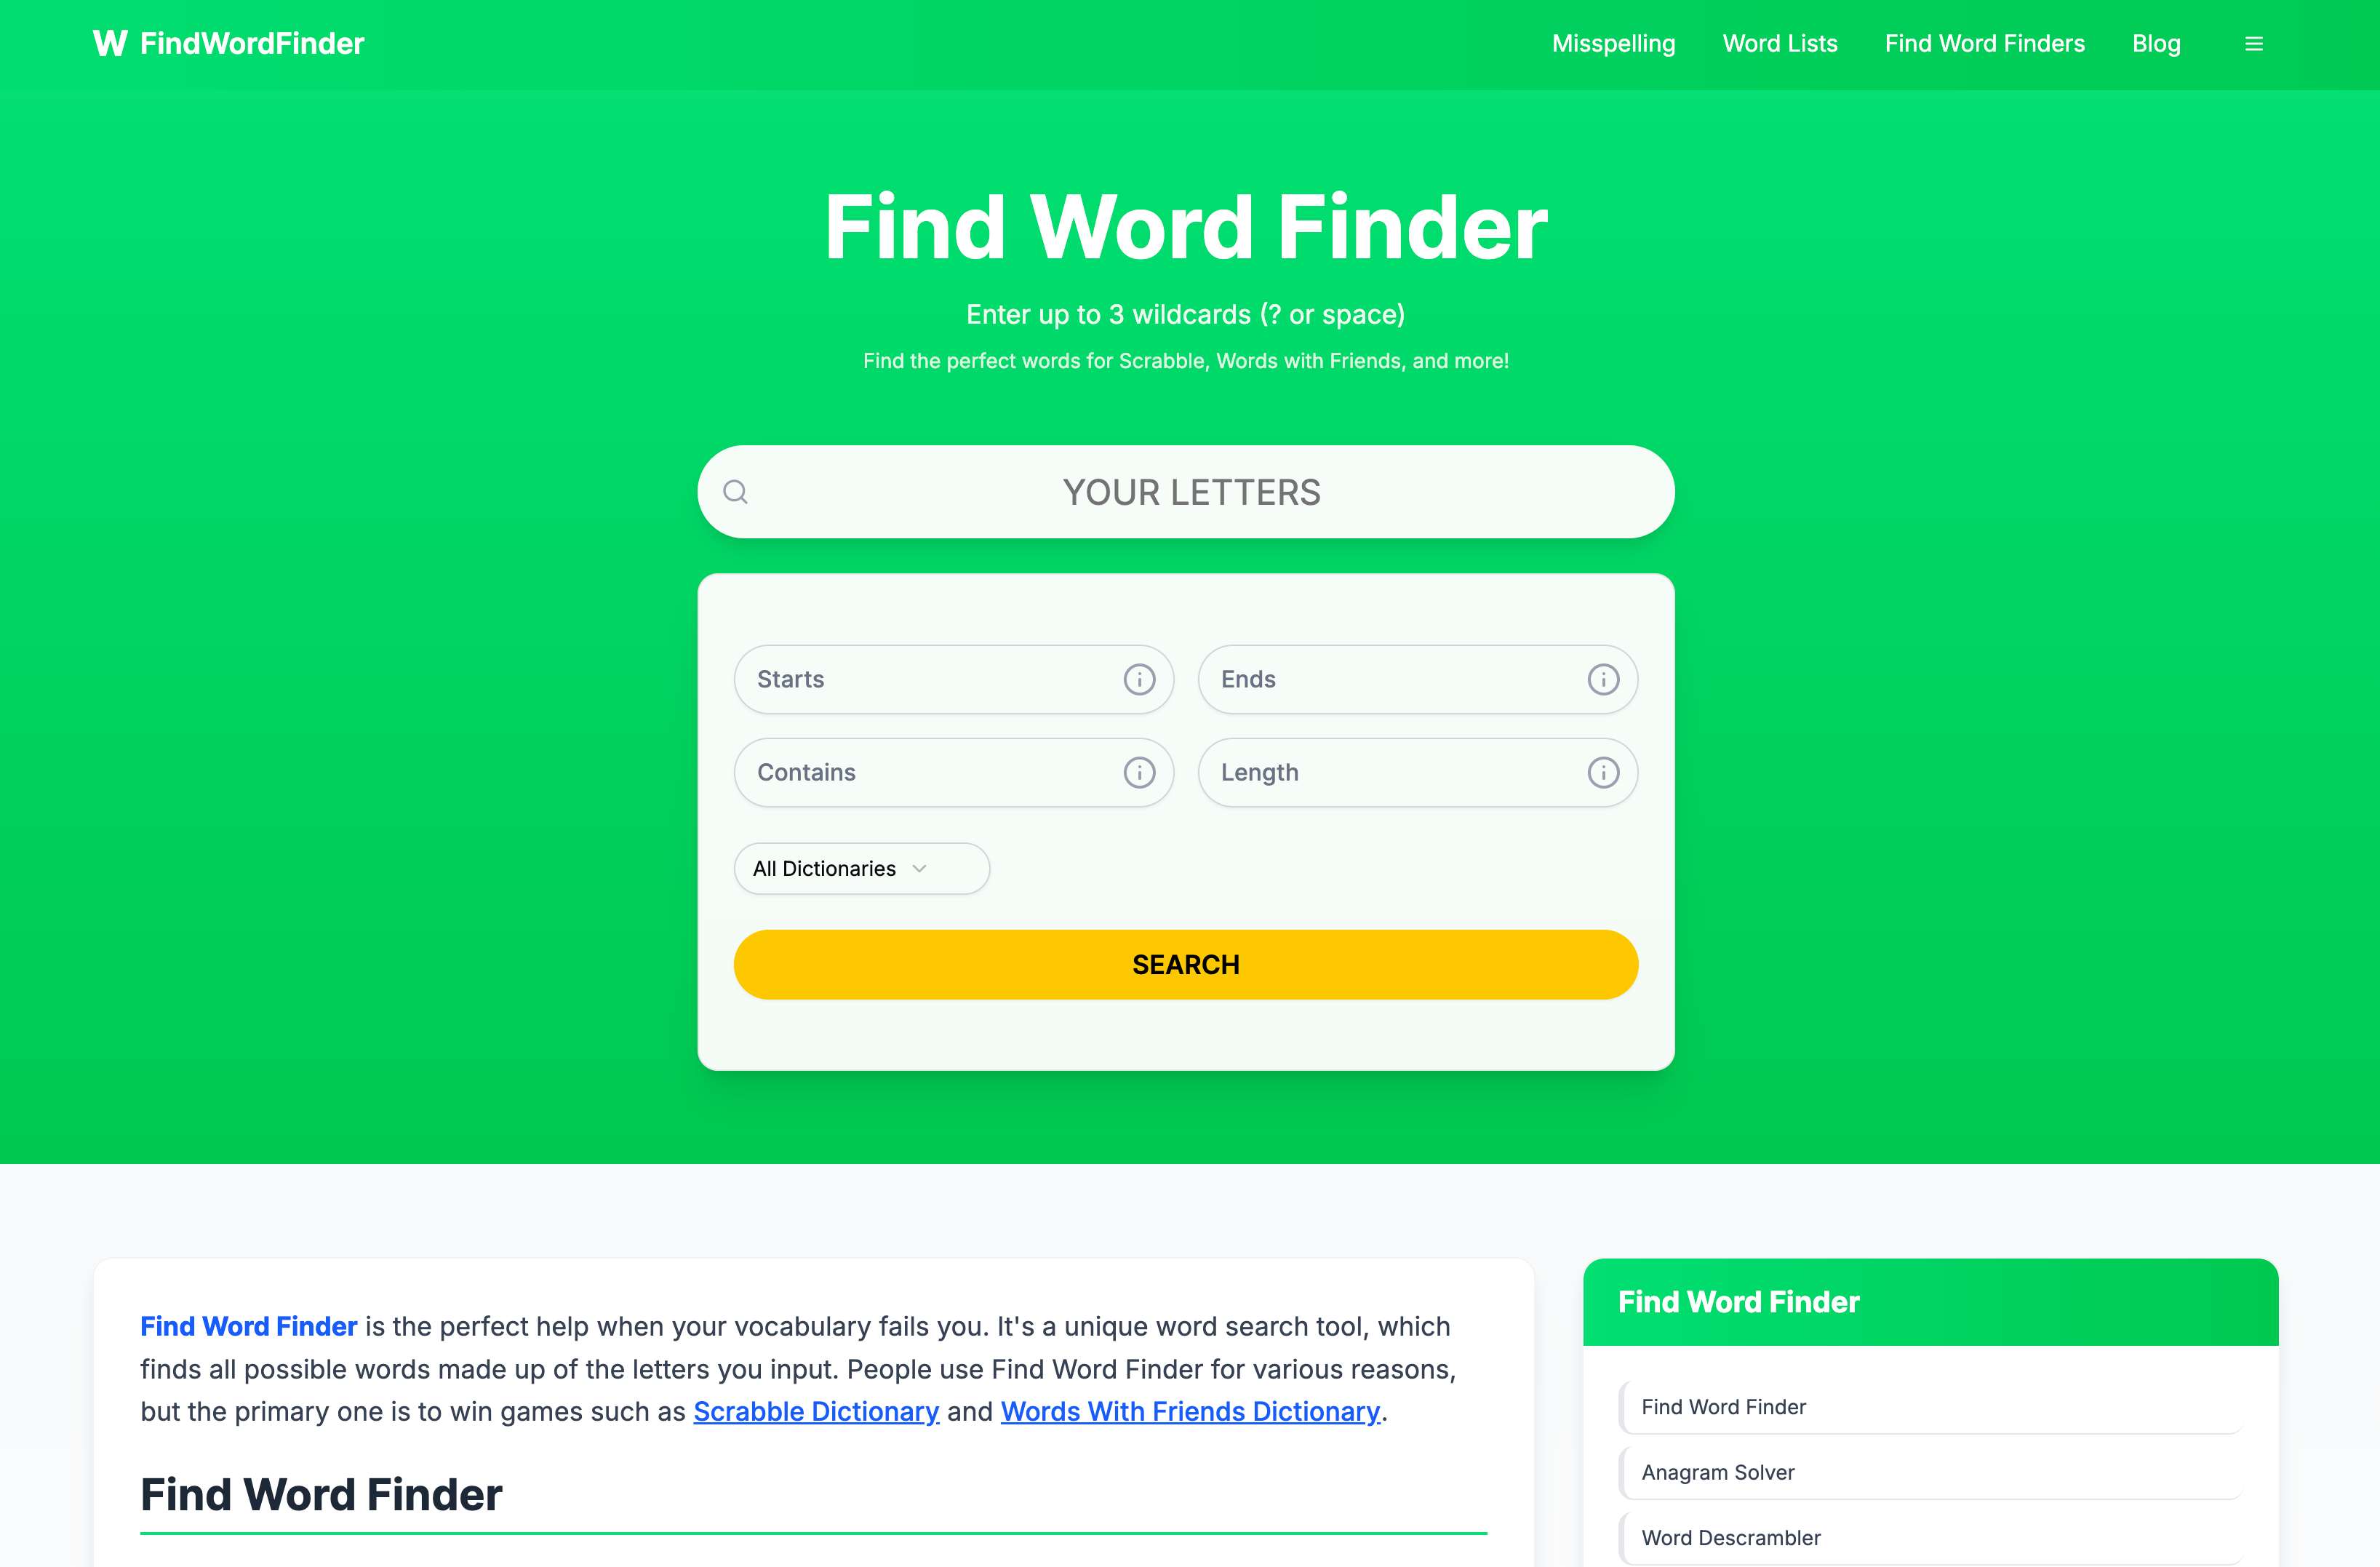 W FindWordFinder
Misspelling Word Lists Find Word Finders Blog
Find Word Finder
Enter up to 3 wildcards (? or space)
Find the perfect words for Scrabble, Words with Friends, and more!
YOUR LETTERS
Starts Ends
Contains Length
All Dictionaries
SEARCH
Find Word Finder is the perfect help when your vocabulary fails you. It's a unique word search tool, which
finds all possible words made up of the letters you input. People use Find Word Finder for various reasons,
but the primary one is to win games such as Scrabble Dictionary and Words With Friends Dictionary.
Find Word Finder
Find Word Finder
Find Word Finder
Anagram Solver
Word Descrambler